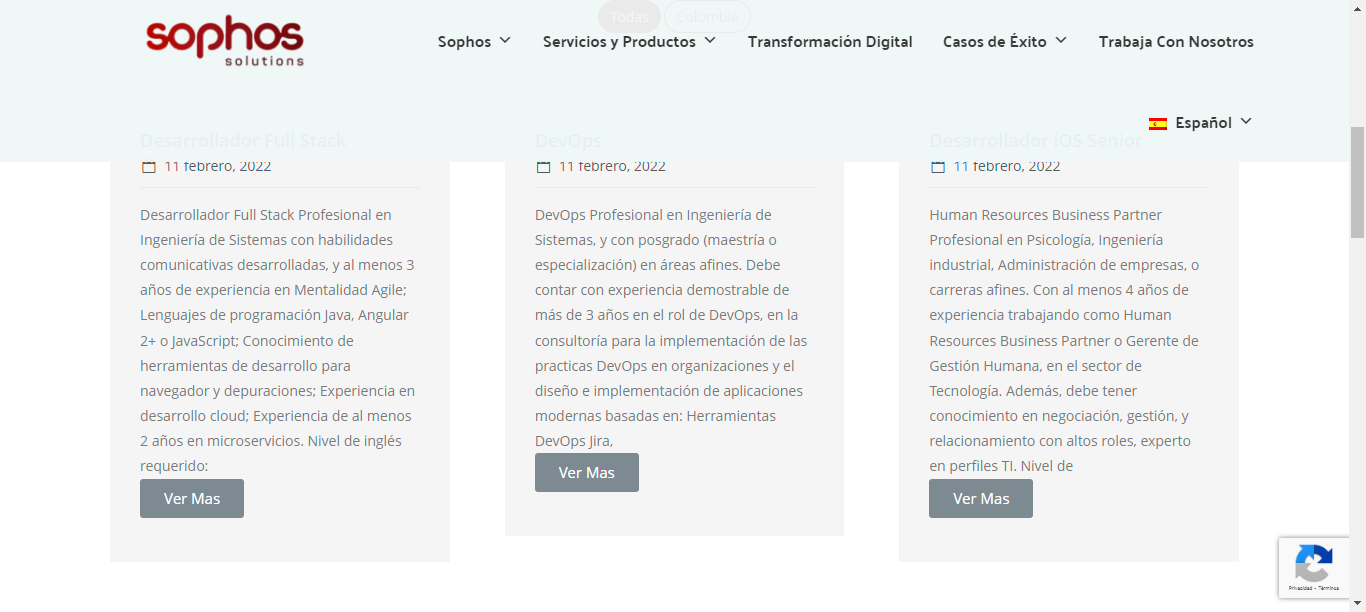 Todas Colombia
sophos
solutions
Sophos Servicios y Productos Transformación Digital Casos de Éxito Trabaja Con Nosotros
Español
Desarrollador Full Stack
11 febrero, 2022
Desarrollador Full Stack Profesional en
Ingeniería de Sistemas con habilidades
comunicativas desarrolladas, y al menos 3
años de experiencia en Mentalidad Agile;
Lenguajes de programación Java, Angular
2+ o JavaScript; Conocimiento de
herramientas de desarrollo para
navegador y depuraciones; Experiencia en
desarrollo cloud; Experiencia de al menos
2 años en microservicios. Nivel de inglés
requerido:
Ver Mas
DevOps
11 febrero, 2022
DevOps Profesional en Ingeniería de
Sistemas, y con posgrado (maestría o
especialización) en áreas afines. Debe
contar con experiencia demostrable de
más de 3 años en el rol de DevOps, en la
consultoría para la implementación de las
practicas DevOps en organizaciones y el
diseño e implementación de aplicaciones
modernas basadas en: Herramientas
DevOps Jira,
Ver Mas
Desarrollador iOS Senior
11 febrero, 2022
Human Resources Business Partner
Profesional en Psicología, Ingeniería
industrial, Administración de empresas, o
carreras afines. Con al menos 4 años de
experiencia trabajando como Human
Resources Business Partner o Gerente de
Gestión Humana, en el sector de
Tecnología. Además, debe tener
conocimiento en negociación, gestión, y
relacionamiento con altos roles, experto
en perfiles TI. Nivel de
Ver Mas
Privacidad - Términos